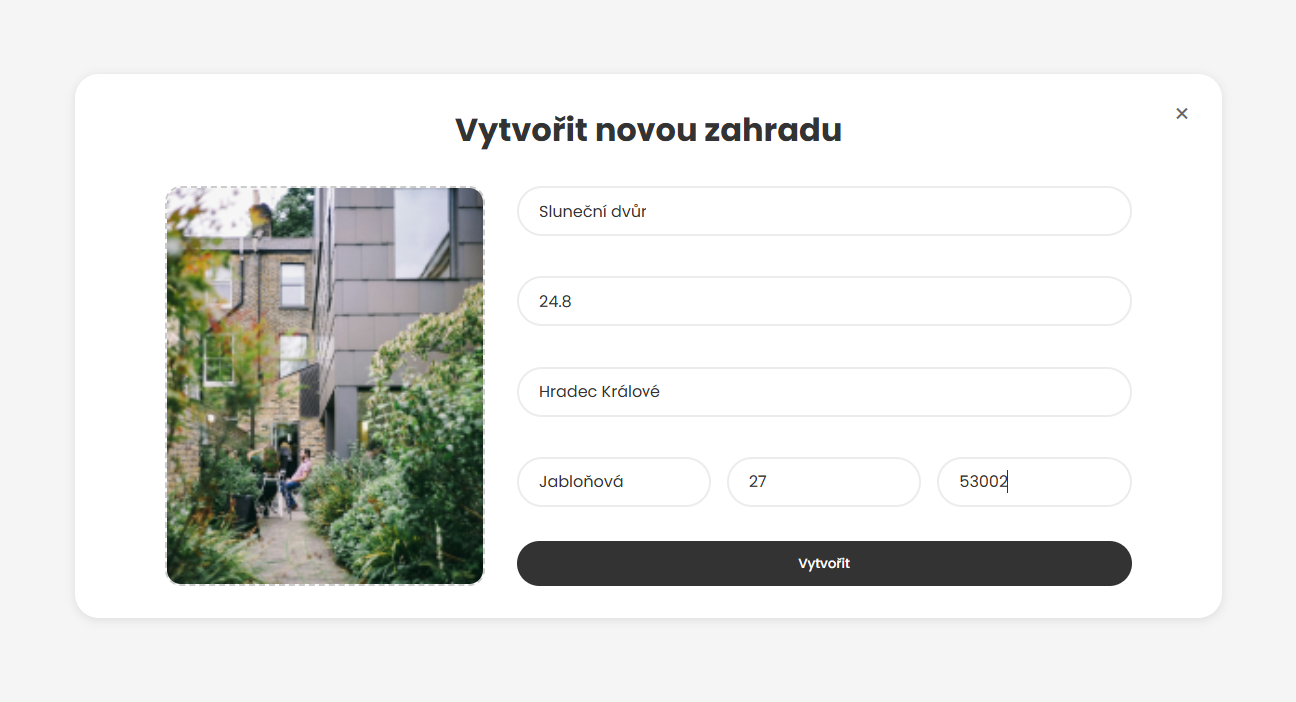 Vytvořit novou zahradu
×
Sluneční dvůr
24.8
Hradec Králové
Jabloňová 27 53002
Vytvořit